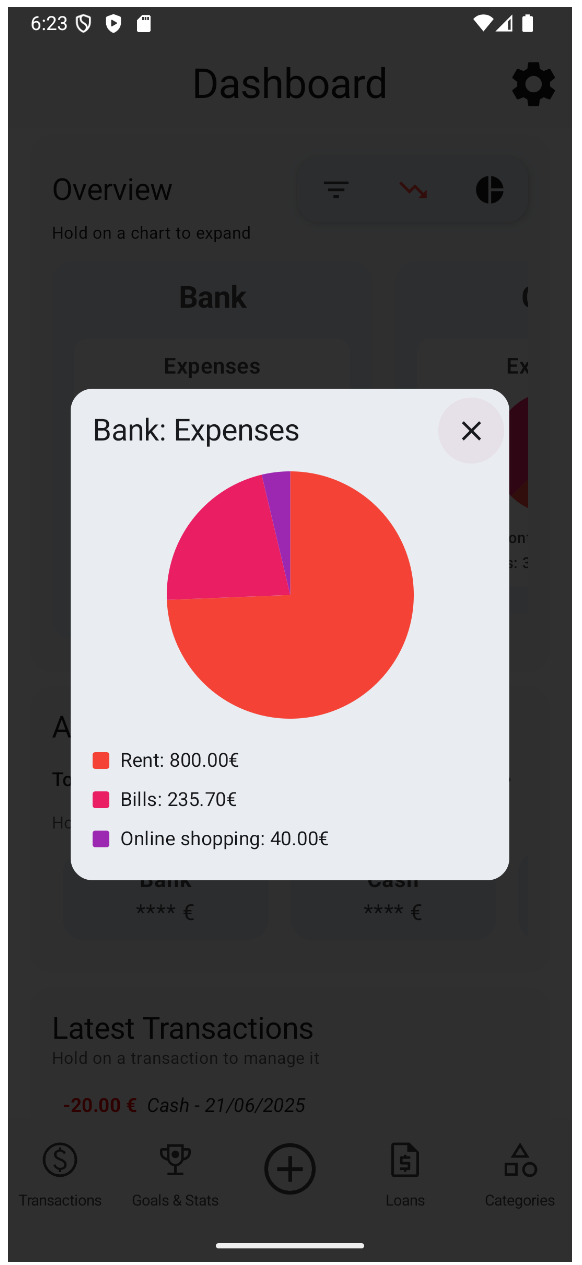 6:23
Dashboard
Overview
Hold on a chart to expand
Bank
Expenses
Bank: Expenses
Rent: 800.00€
Bills: 235.70€
Online shopping: 40.00€
Bank
Cash
**** €
**** €
Latest Transactions
Hold on a transaction to manage it
-20.00 € Cash - 21/06/2025
Transactions
Goals & Stats
Loans
Categories